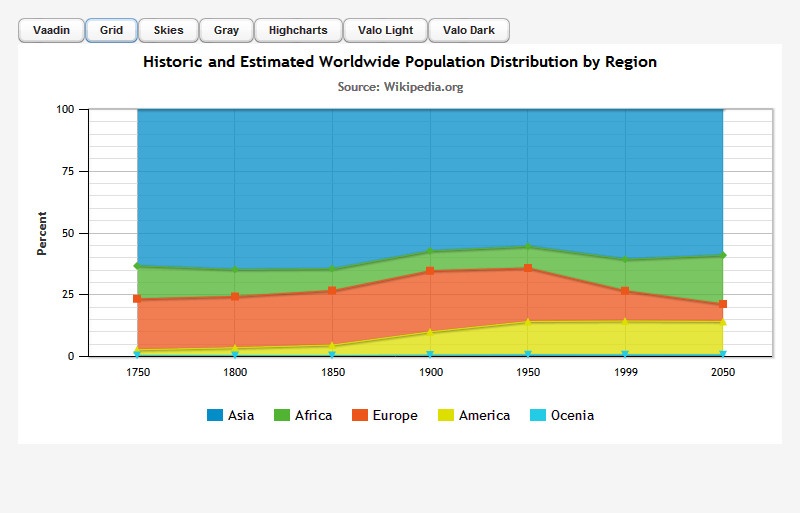 Vaadin Grid Skies Gray Highcharts Valo Light Valo Dark
Historic and Estimated Worldwide Population Distribution by Region
Source: Wikipedia.org
Percent
100
75
50
25
0
1750 1800 1850 1900 1950 1999 2050
Asia Africa Europe America Ocenia